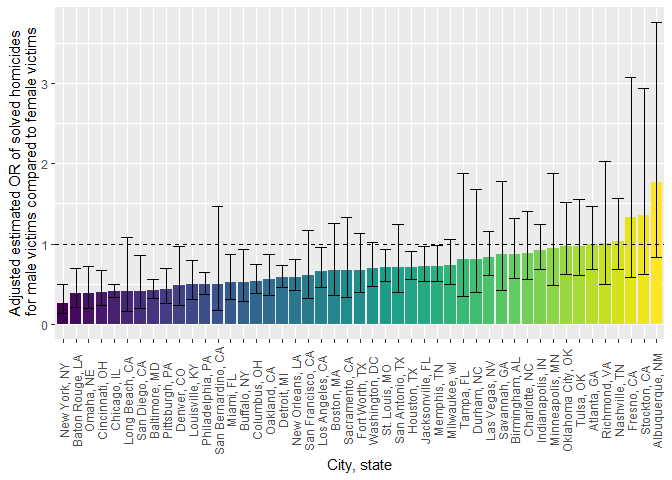 Adjusted estimated OR of solved homicides
for male victims compared to female victims
3
2
1
0
New York, NY
Baton Rouge, LA
Omaha, NE
Cincinnati, OH
Chicago, IL
Long Beach, CA
San Diego, CA
Baltimore, MD
Pittsburgh, PA
Denver, CO
Louisville, KY
Philadelphia, PA
San Bernardino, CA
Miami, FL
Buffalo, NY
Columbus, OH
Oakland, CA
Detroit, MI
New Orleans, LA
San Francisco, CA
Los Angeles, CA
Boston, MA
Sacramento, CA
Fort Worth, TX
Washington, DC
St. Louis, MO
San Antonio, TX
Houston, TX
Jacksonville, FL
Memphis, TN
Milwaukee, wI
Tampa, FL
Durham, NC
Las Vegas, NV
Savannah, GA
Birmingham, AL
Charlotte, NC
Indianapolis, IN
Minneapolis, MN
Oklahoma City, OK
Tulsa, OK
Atlanta, GA
Richmond, VA
Nashville, TN
Fresno, CA
Stockton, CA
Albuquerque, NM
City, state